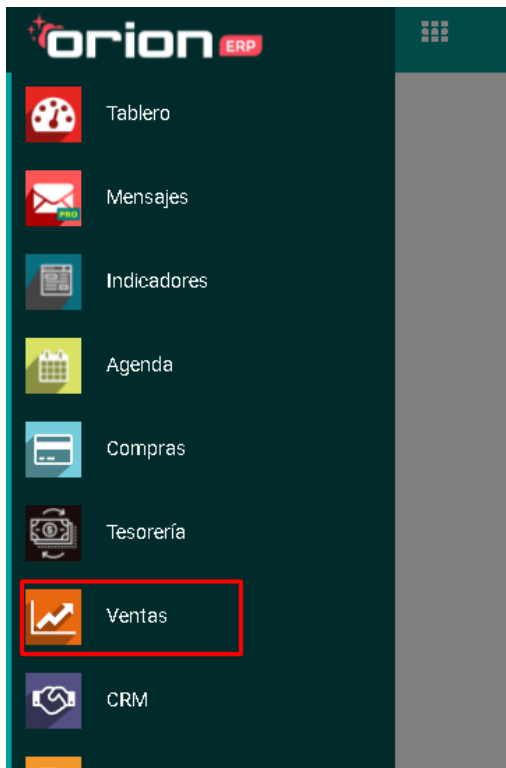 orion ERP
Tablero
PRO
Mensajes
Indicadores
Agenda
Compras
Tesorería
Ventas
CRM